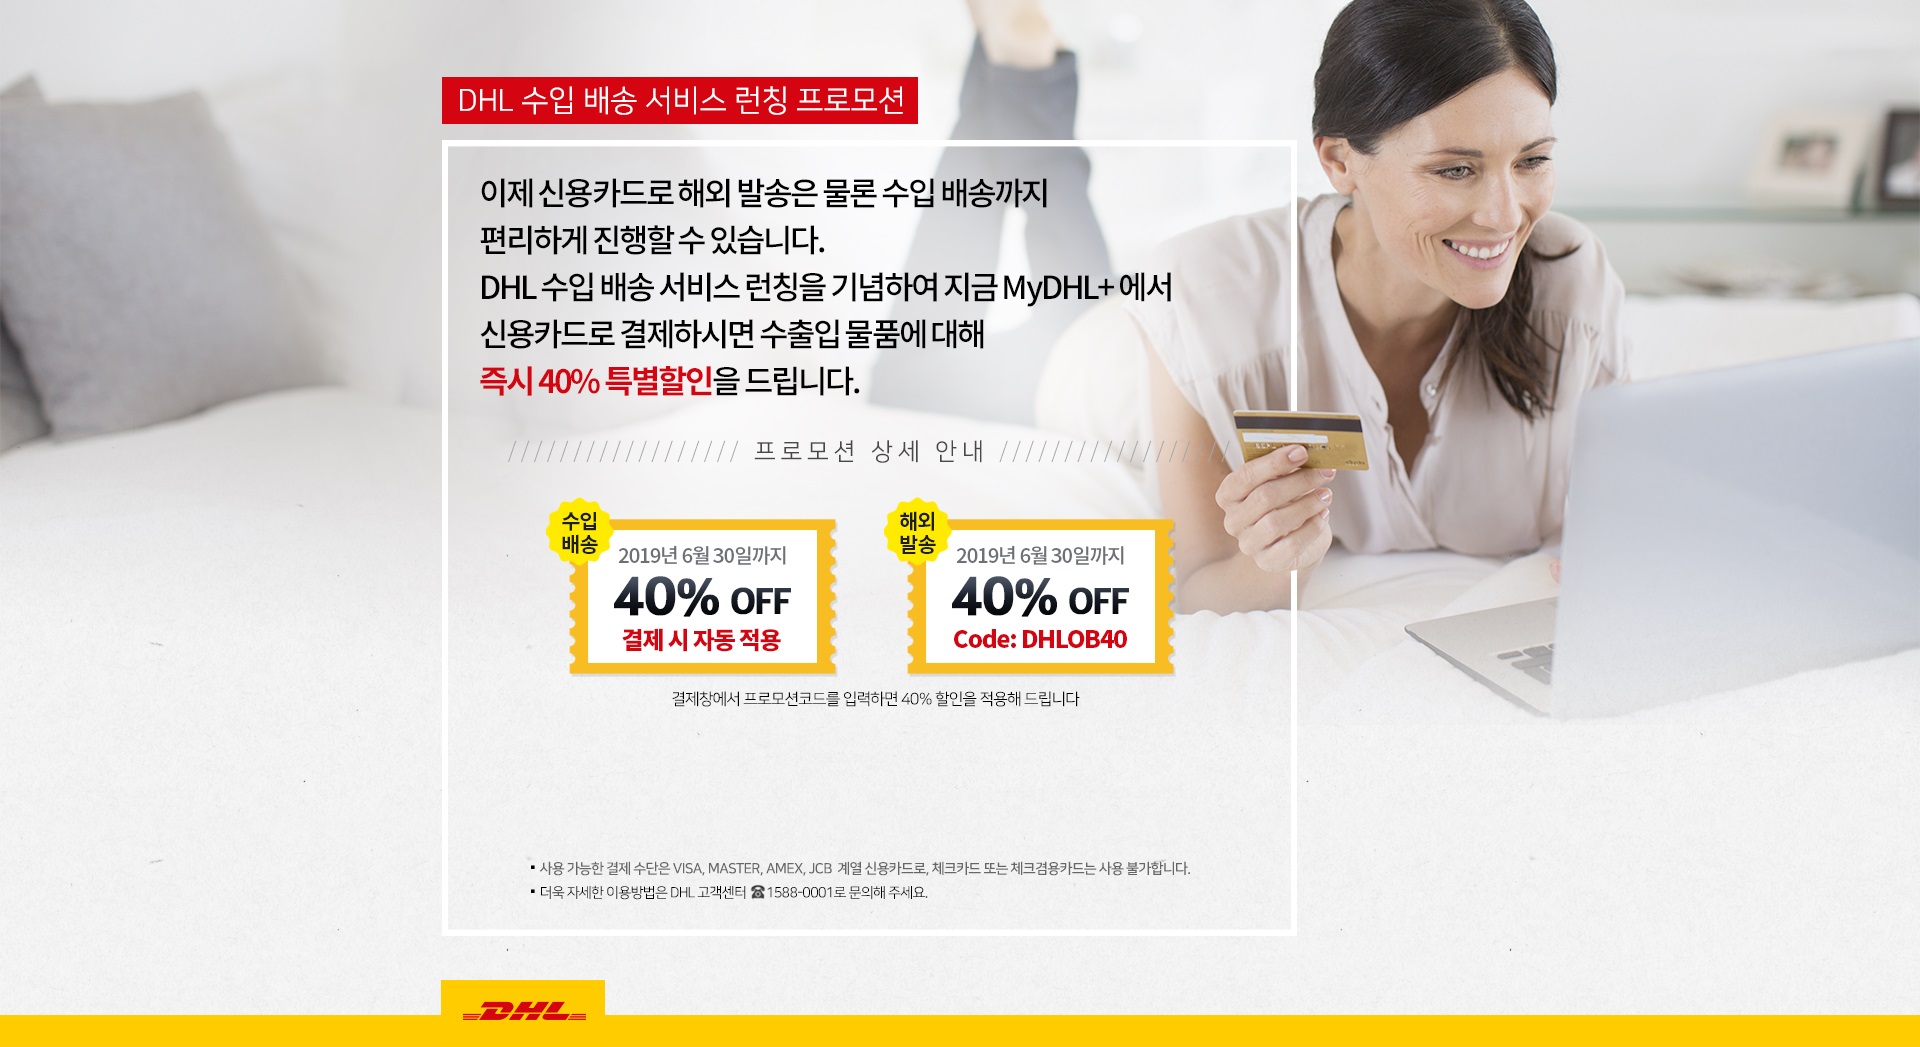 DHL 수입 배송 서비스 런칭 프로모션
이제 신용카드로 해외 발송은 물론 수입 배송까지
편리하게 진행할 수 있습니다.
DHL 수입 배송 서비스 런칭을 기념하여 지금 MyDHL+ 에서
신용카드로 결제하시면 수출입 물품에 대해
즉시 40% 특별할인을 드립니다.
프로모션 상세 안내
수입
배송
2019년 6월 30일까지
40% OFF
결제 시 자동 적용
해외
발송
2019년 6월 30일까지
40% OFF
Code: DHLOB40
결제창에서 프로모션코드를 입력하면 40% 할인을 적용해 드립니다
▪ 사용 가능한 결제 수단은 VISA, MASTER, AMEX, JCB 계열 신용카드로, 체크카드 또는 체크겸용카드는 사용 불가합니다.
▪ 더욱 자세한 이용방법은 DHL 고객센터 ☎1588-0001로 문의해 주세요.
DHL